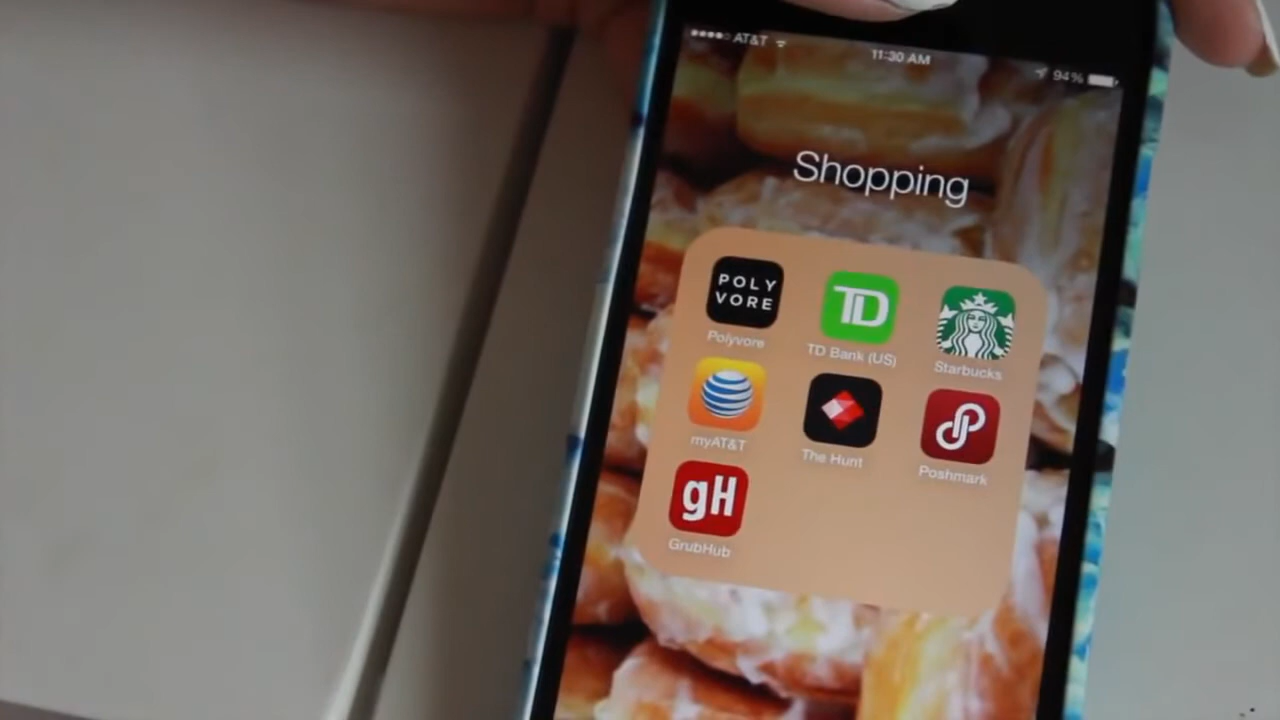 AT&T
11:30 AM
94%
Shopping
POLY
VORE
TD
Polyvore
TD Bank (US)
Starbucks
myAT&T
The Hunt
Poshmark
gH
GrubHub